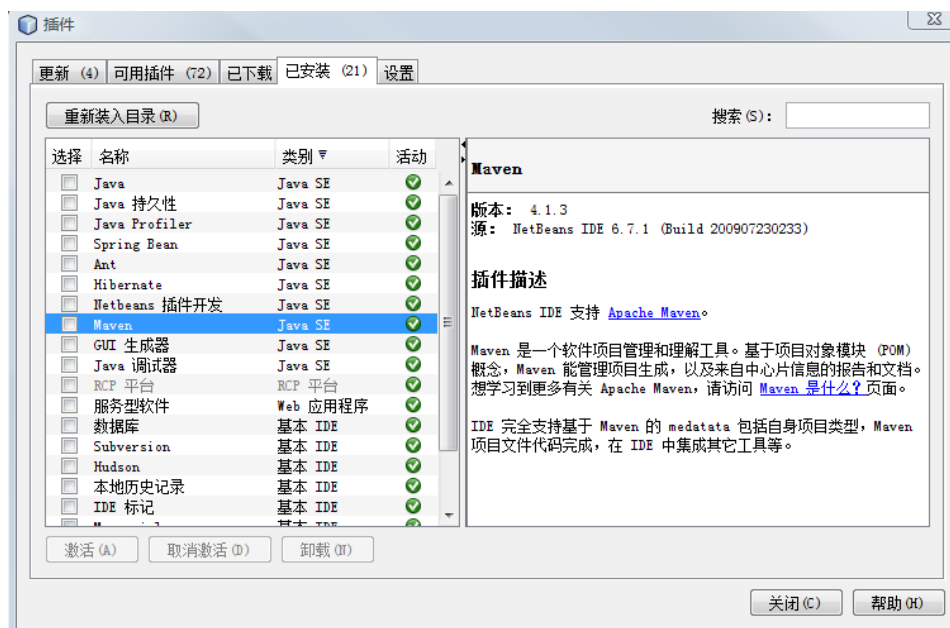 插件
更新 (4) 可用插件 (72) 已下载 已安装 (21) 设置
重新装入目录(R) 搜索(S):
选择 名称 类别 活动
Java Java SE
Java 持久性 Java SE
Java Profiler Java SE
Spring Bean Java SE
Ant Java SE
Hibernate Java SE
Netbeans 插件开发 Java SE
Maven Java SE
GUI 生成器 Java SE
Java 调试器 Java SE
RCP 平台 RCP 平台
服务型软件 Web 应用程序
数据库 基本 IDE
Subversion 基本 IDE
Hudson 基本 IDE
本地历史记录 基本 IDE
IDE 标记 基本 IDE
基本 IDE
激活(A) 取消激活(D) 卸载(U)
Maven
版本: 4.1.3
源: NetBeans IDE 6.7.1 (Build 200907230233)
插件描述
NetBeans IDE 支持 Apache Maven。
Maven 是一个软件项目管理和理解工具。基于项目对象模块 (POM)
概念，Maven 能管理项目生成，以及来自中心片信息的报告和文档。
想学习到更多有关 Apache Maven，请访问 Maven 是什么？页面。
IDE 完全支持基于 Maven 的 medatata 包括自身项目类型，Maven
项目文件代码完成，在 IDE 中集成其它工具等。
关闭(C) 帮助(H)